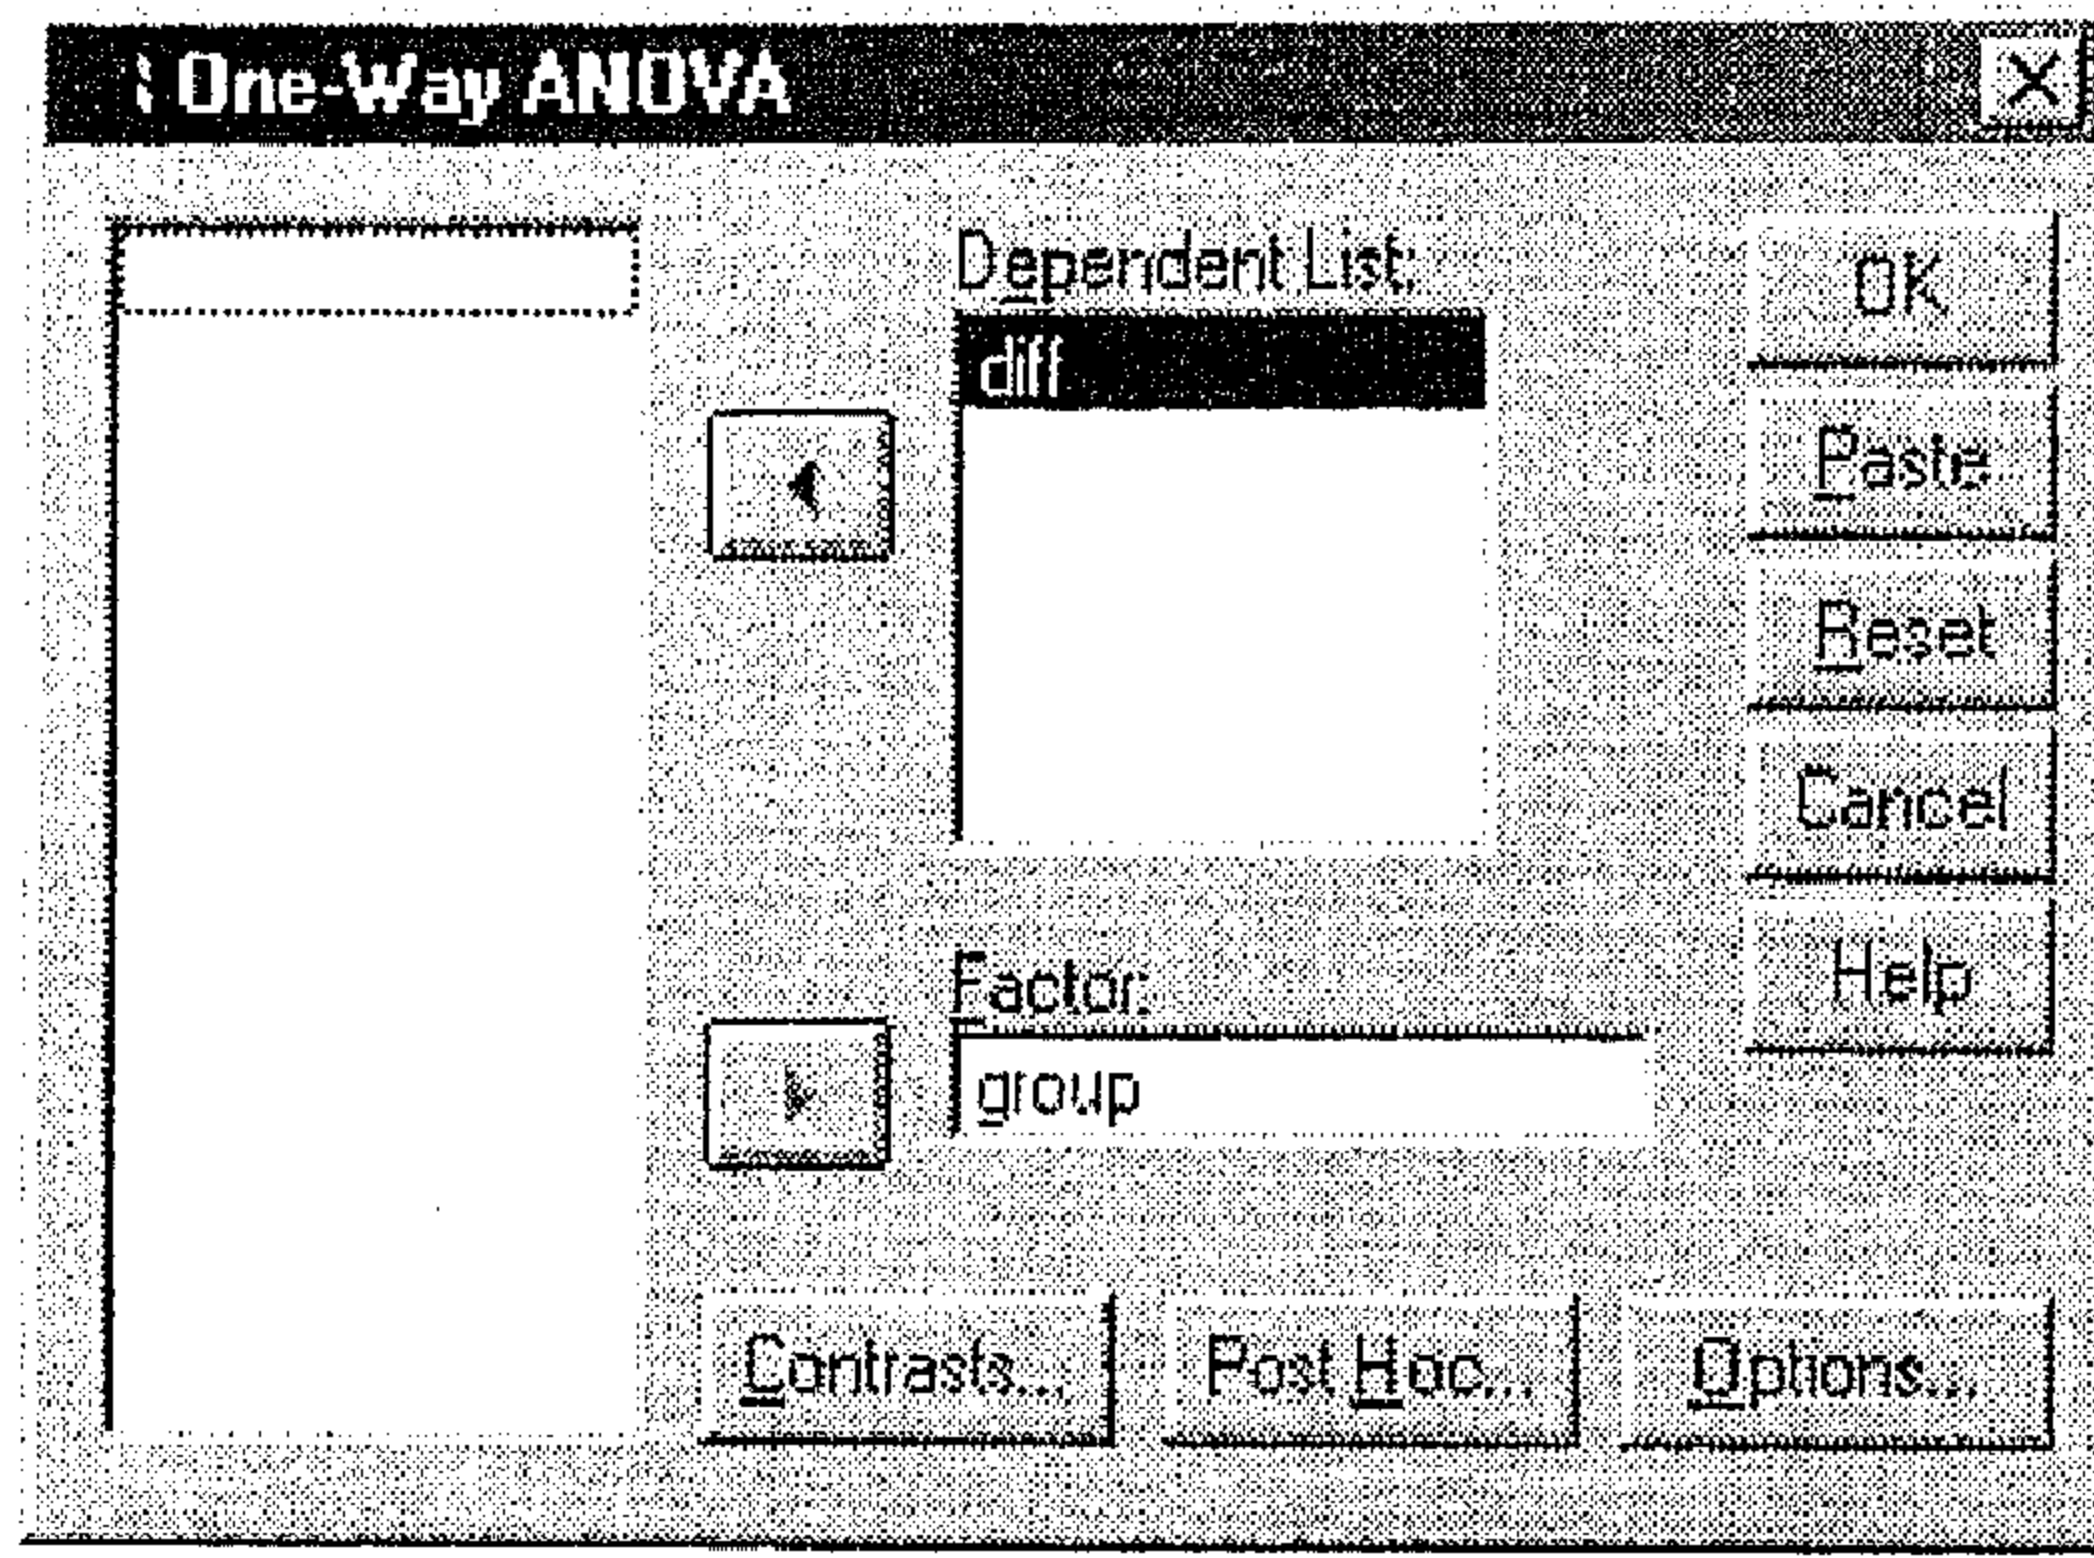 One-Way ANOVA
Dependent List:
diff
Factor:
group
OK
Paste
Reset
Cancel
Help
Contrasts...
Post Hoc...
Options...